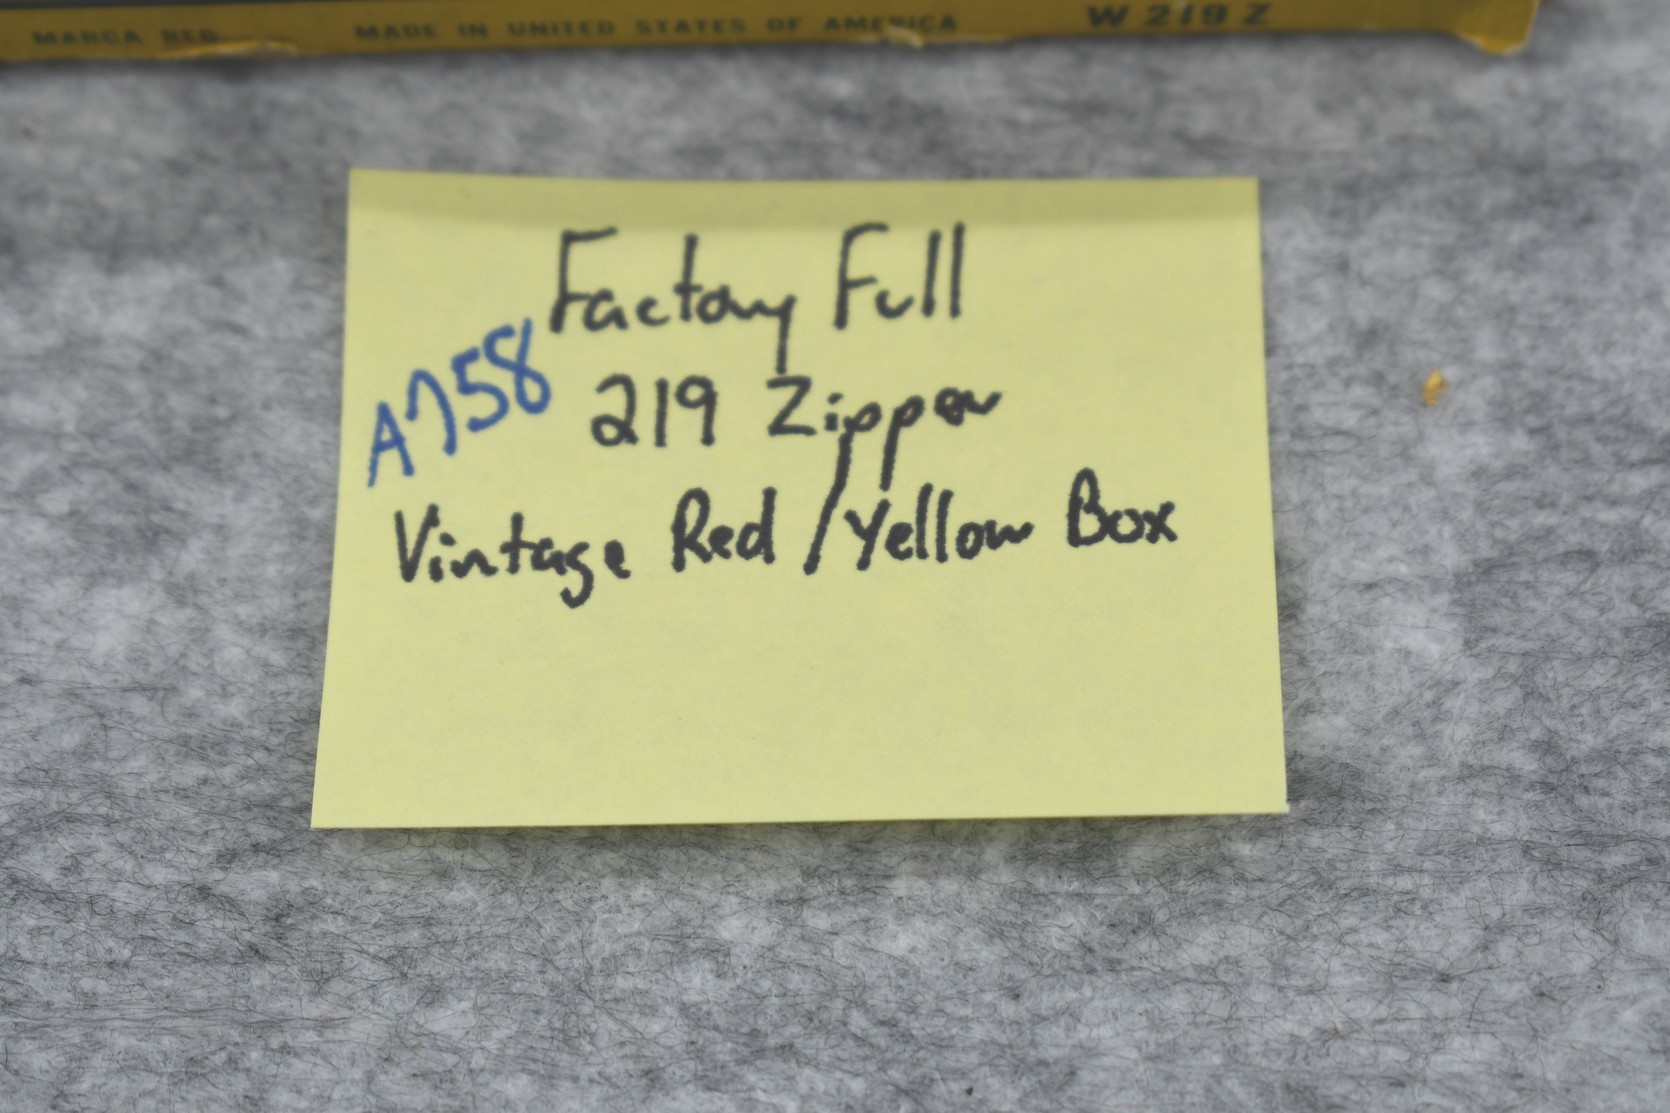 MARCA REG. MADE IN UNITED STATES OF AMERICA W 219 Z
Factory Full
A758
219 Zipper
Vintage Red / Yellow Box